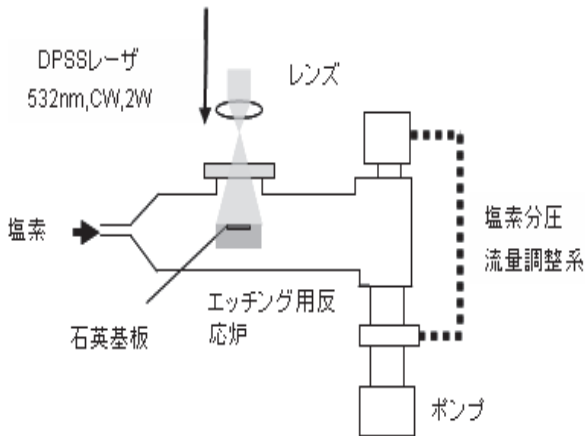 DPSSレーザ
532nm,CW,2W
レンズ
塩素
塩素分圧
流量調整系
石英基板
エッチング用反
応炉
ポンプ